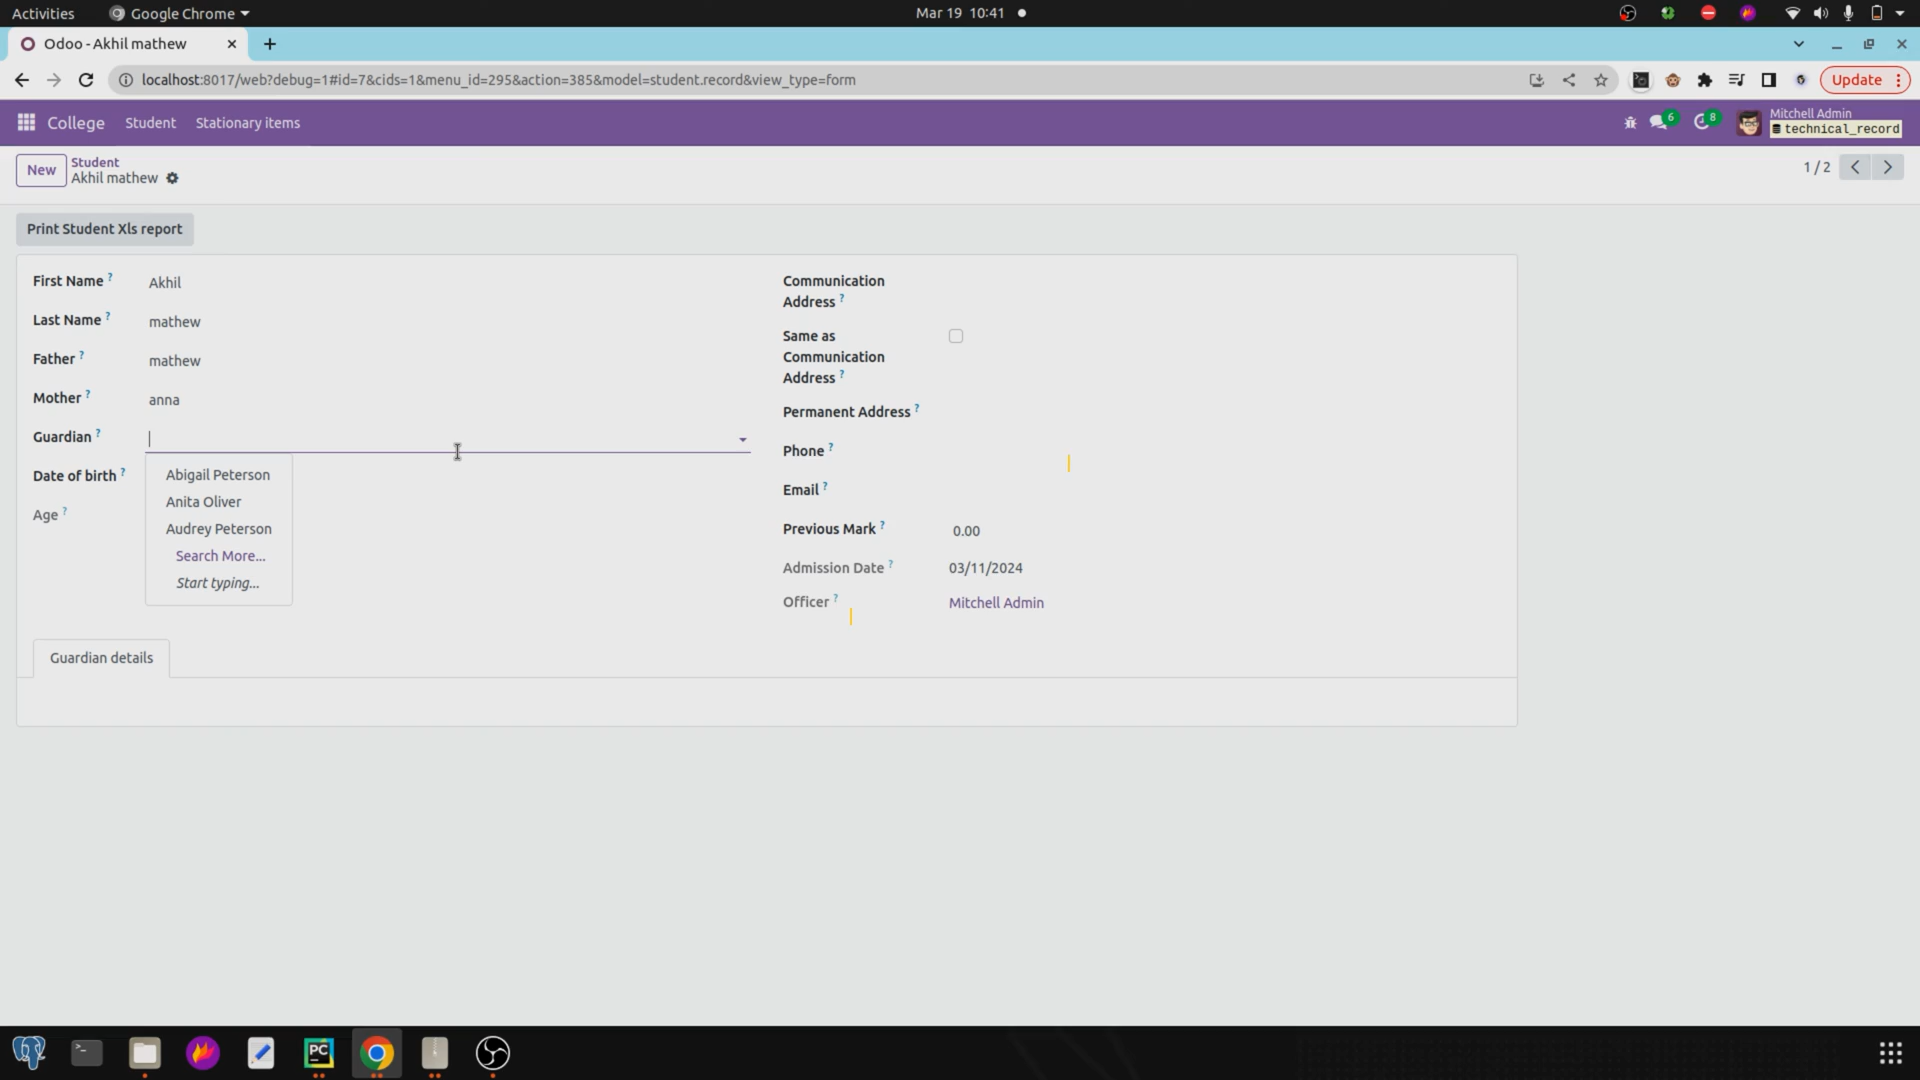 Activities
Google Chrome
Mar 19 10:41
Odoo - Akhil mathew
localhost:8017/web?debug=1#id=7&cids=1&menu_id=295&action=385&model=student.record&view_type=form
Update
College
Student
Stationary items
6
8
Mitchell Admin
technical_record
New
Student
Akhil mathew
1 / 2
Print Student Xls report
First Name ?
Akhil
Last Name ?
mathew
Father ?
mathew
Mother ?
anna
Guardian ?
Abigail Peterson
Anita Oliver
Audrey Peterson
Search More...
Start typing...
Date of birth ?
Age ?
Communication
Address ?
Same as
Communication
Address ?
Permanent Address ?
Phone ?
Email ?
Previous Mark ?
0.00
Admission Date ?
03/11/2024
Officer ?
Mitchell Admin
Guardian details
PC